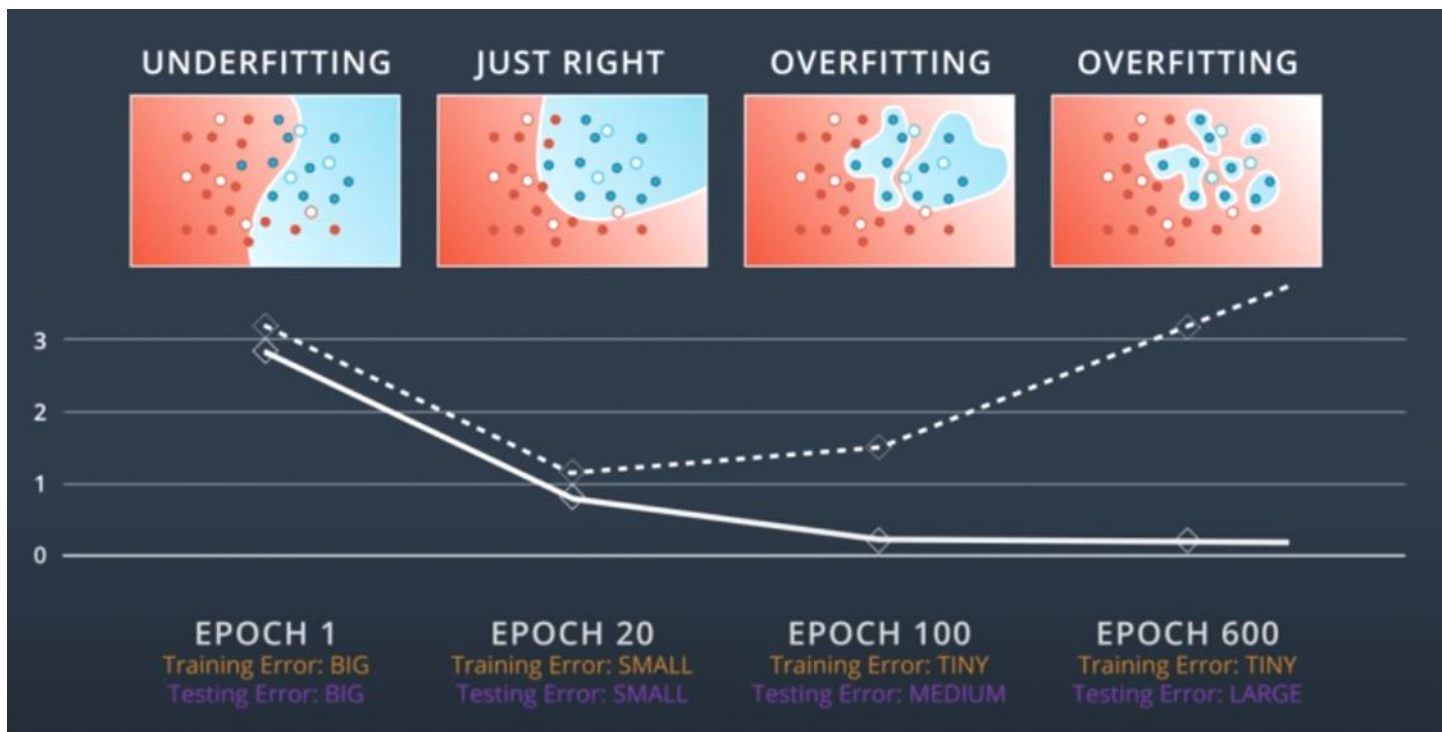 UNDERFITTING JUST RIGHT OVERFITTING OVERFITTING
3
2
1
0
EPOCH 1 EPOCH 20 EPOCH 100 EPOCH 600
Training Error: BIG Training Error: SMALL Training Error: TINY Training Error: TINY
Testing Error: BIG Testing Error: SMALL Testing Error: MEDIUM Testing Error: LARGE